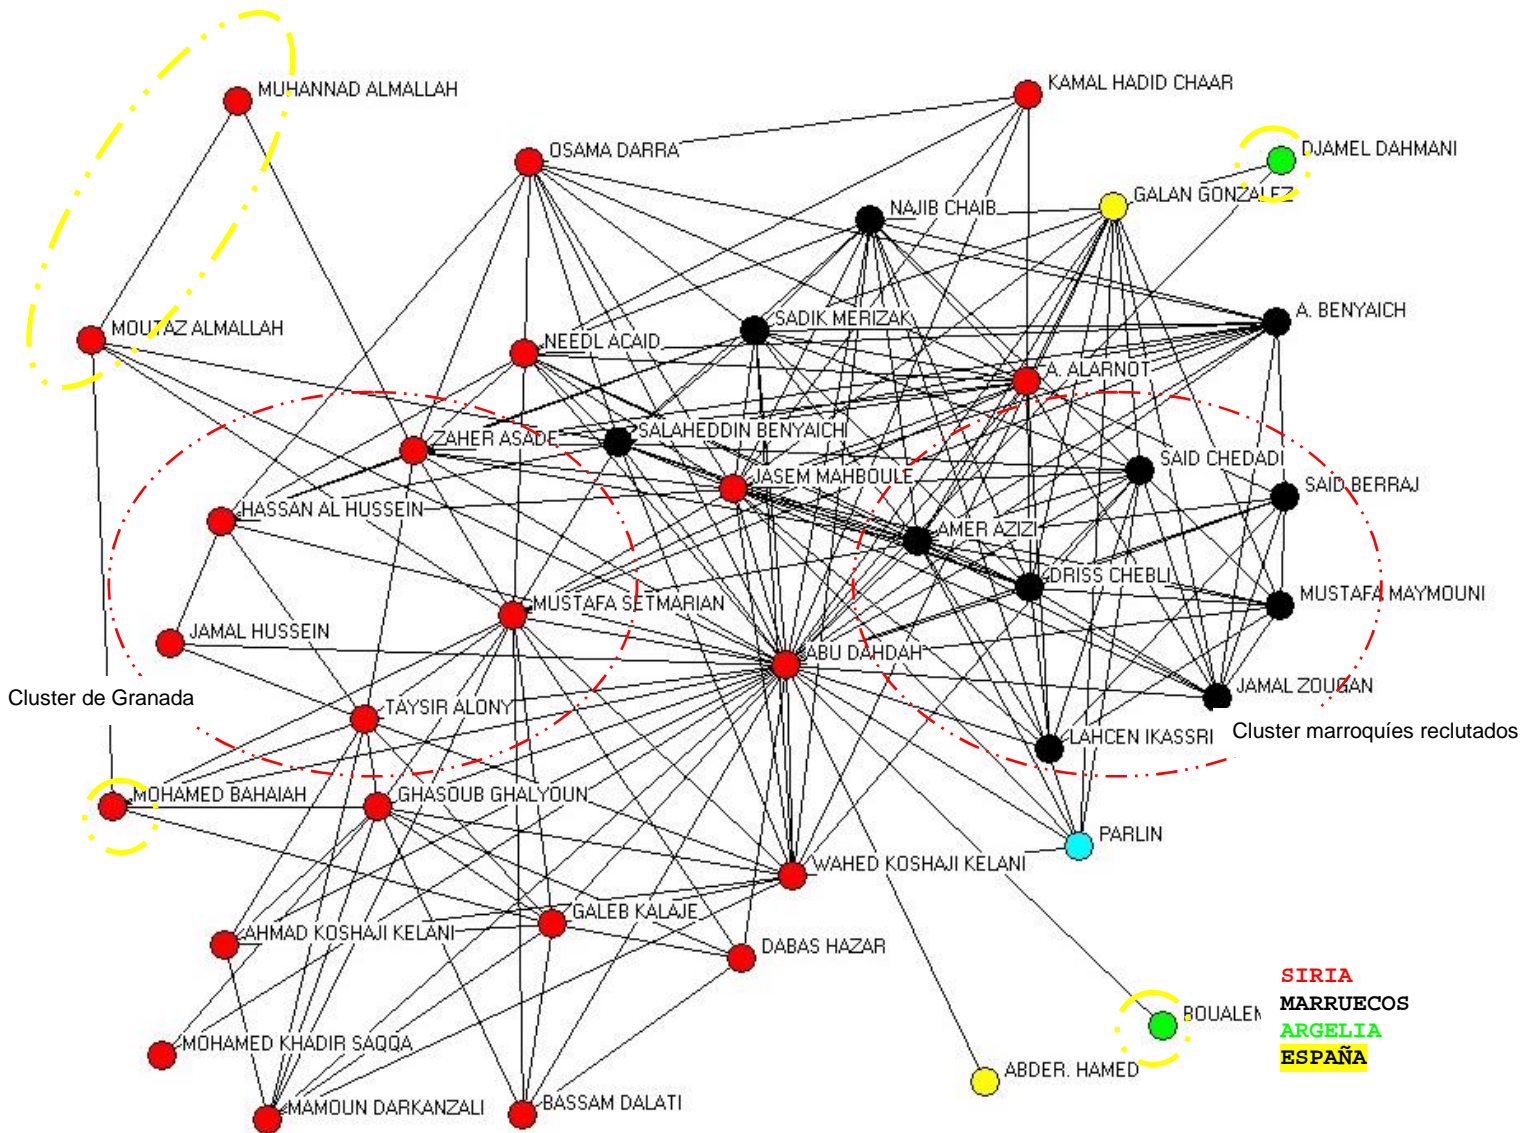 MUHANNAD ALMALLAH
KAMAL HADID CHAAR
OSAMA DARRA
DJAMEL DAHMANI
GALAN GONZALEZ
NAJIB CHAIB
A. BENYAICH
SADIK MERIZAK
MOUTAZ ALMALLAH
NEEDL ACAID
A. ALARNOT
ZAHER ASADE
SALAHEDDIN BENYAICHI
SAID CHEDADI
JASEM MAHBOULE
SAID BERRAJ
HASSAN AL HUSSEIN
AMER AZIZI
DRISS CHEBLI
MUSTAFA MAYMOUNI
MUSTAFA SETMARIAN
JAMAL HUSSEIN
ABU DAHDAH
JAMAL ZOUGAN
Cluster de Granada
TAYSIR ALONY
Cluster marroquíes reclutados
LAHCEN IKASSRI
MOHAMED BAHAIAH
GHASOUB GHALYOUN
PARLIN
WAHED KOSHAJI KELANI
GALEB KALAJE
AHMAD KOSHAJI KELANI
DABAS HAZAR
SIRIA
MARRUECOS
ARGELIA
ESPAÑA
MOHAMED KHADIR SAQQA
ABDER. HAMED
MAMOUN DARKANZALI
BASSAM DALATI